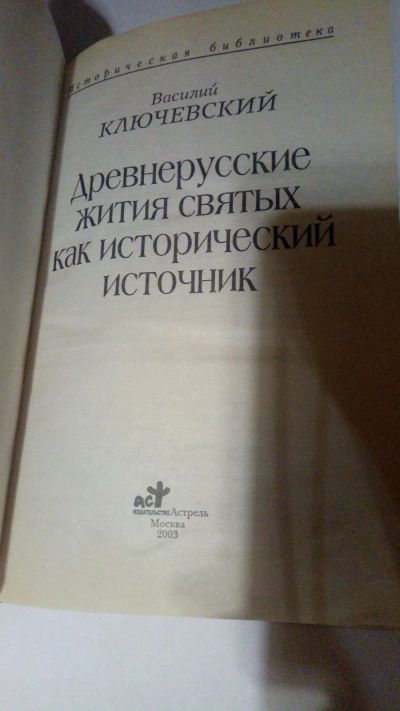 Историческая библиотека
Василий
КЛЮЧЕВСКИЙ
ДРЕВНЕРУССКИЕ
ЖИТИЯ СВЯТЫХ
КАК ИСТОРИЧЕСКИЙ
ИСТОЧНИК
аст
ИЗДАТЕЛЬСТВО Астрель
Москва
2003